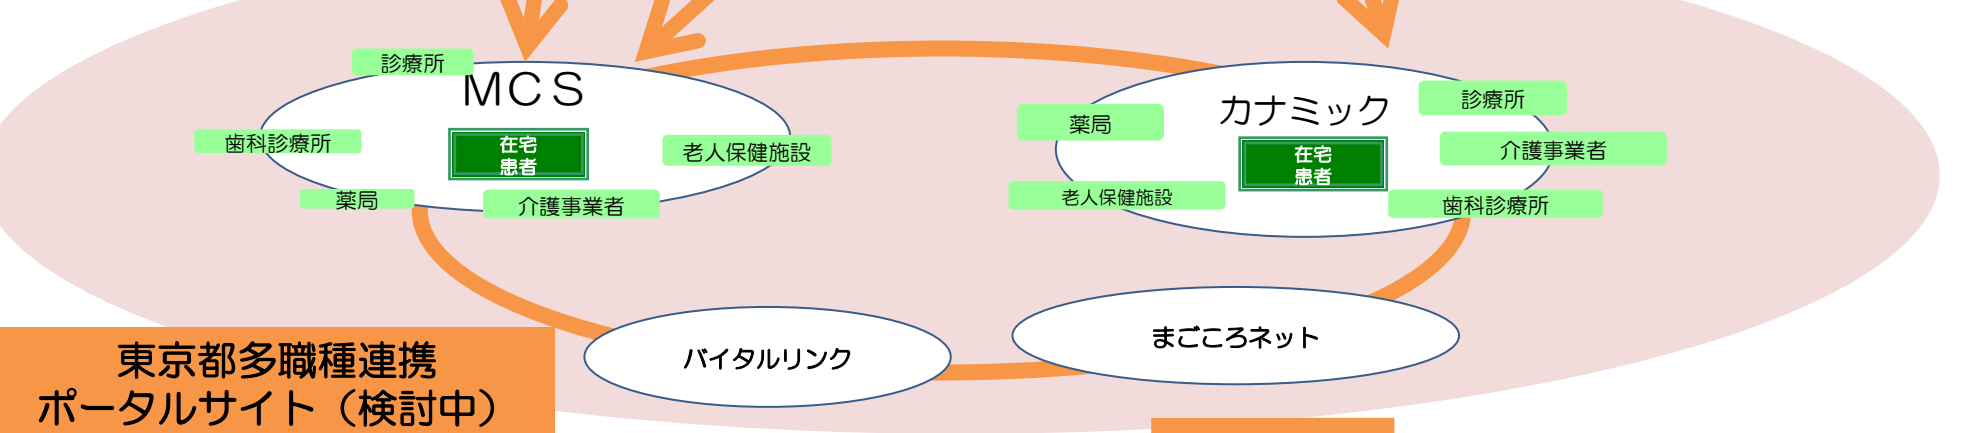 診療所
ＭＣＳ
歯科診療所
在宅
患者
老人保健施設
薬局
介護事業者
カナミック
診療所
薬局
介護事業者
在宅
患者
老人保健施設
歯科診療所
バイタルリンク
まごころネット
東京都多職種連携
ポータルサイト（検討中）